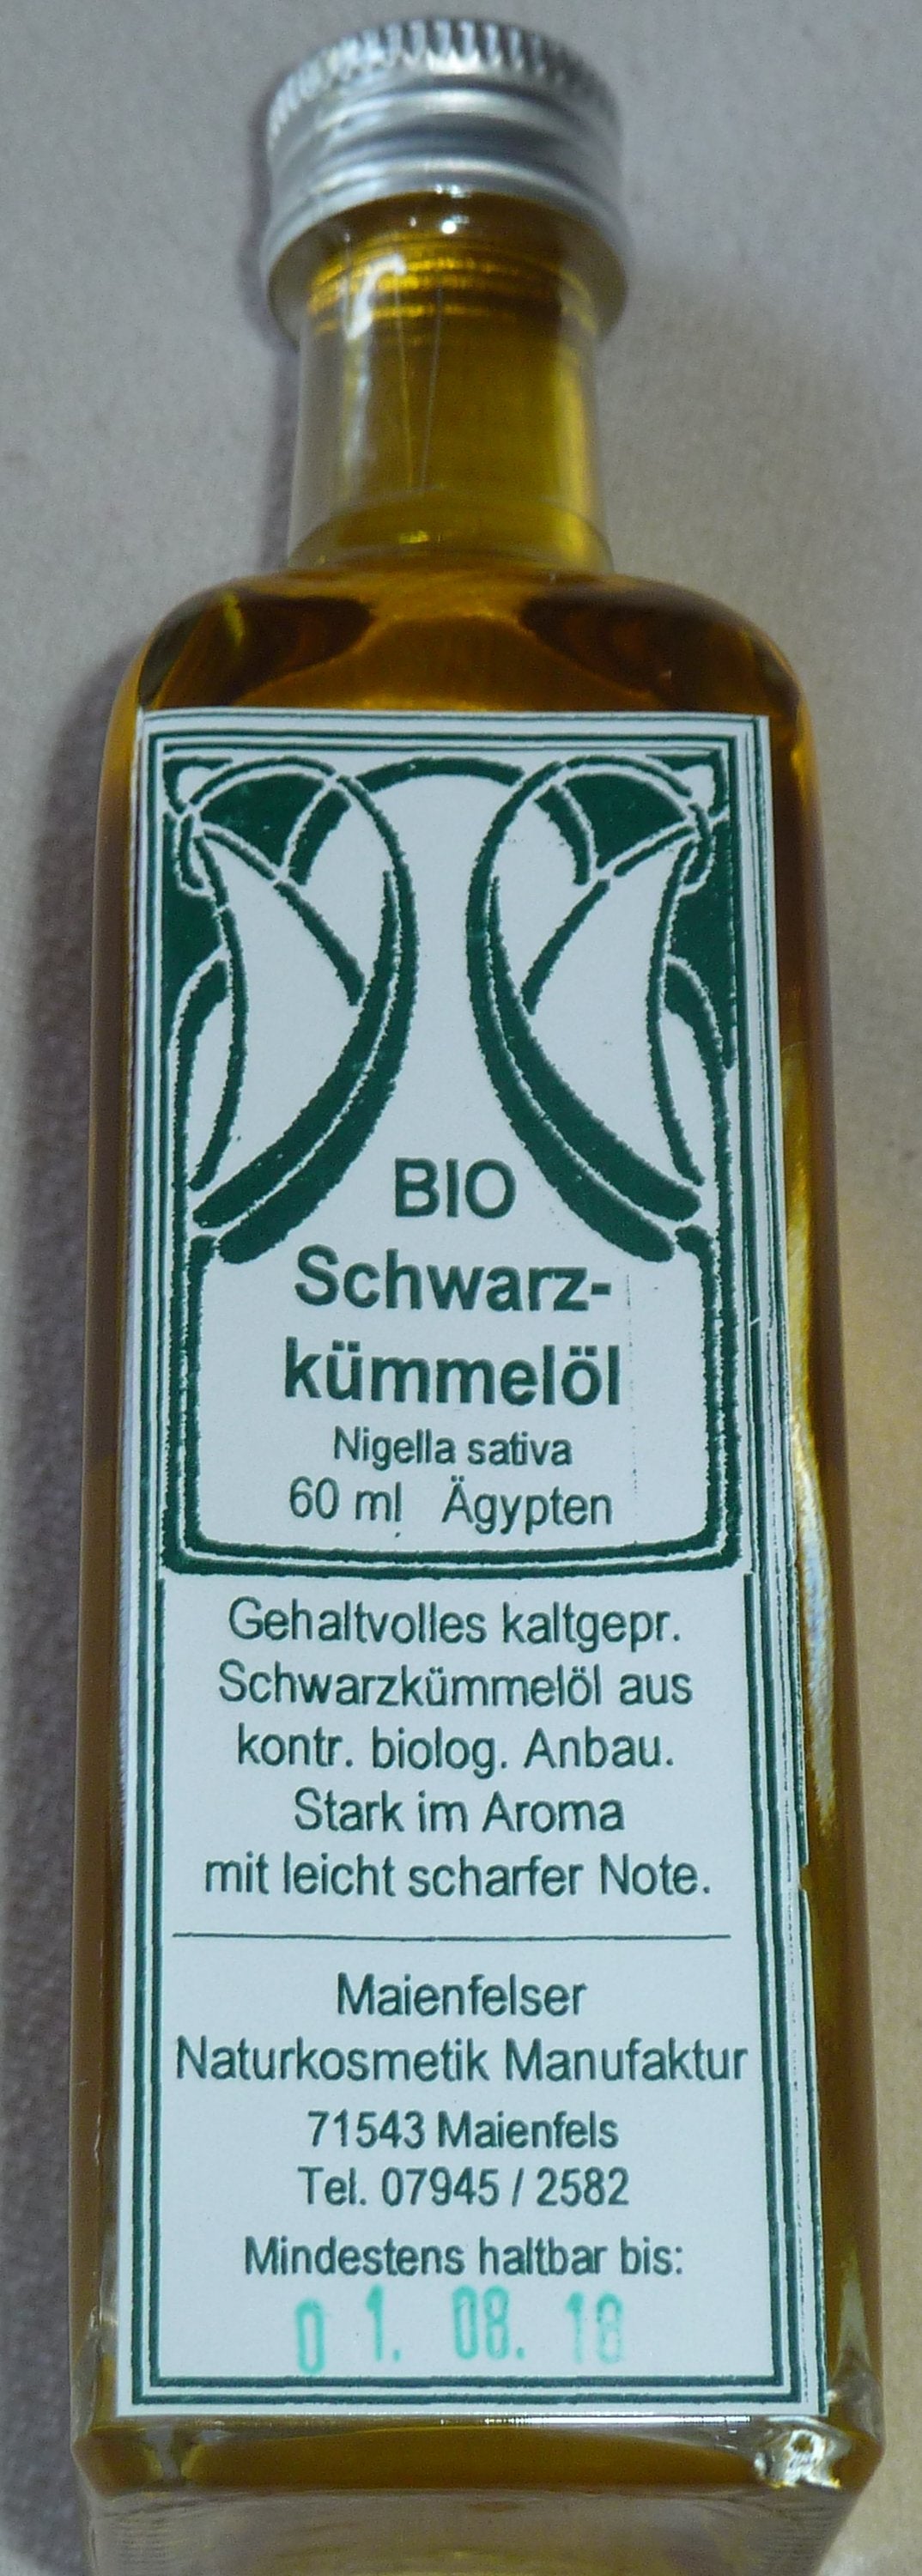 BIO
Schwarz-
kümmelöl
Nigella sativa
60 ml Ägypten
Gehaltvolles kaltgepr.
Schwarzkümmelöl aus
kontr. biolog. Anbau.
Stark im Aroma
mit leicht scharfer Note.
Maienfelser
Naturkosmetik Manufaktur
71543 Maienfels
Tel. 07945 / 2582
Mindestens haltbar bis:
01. 08. 18